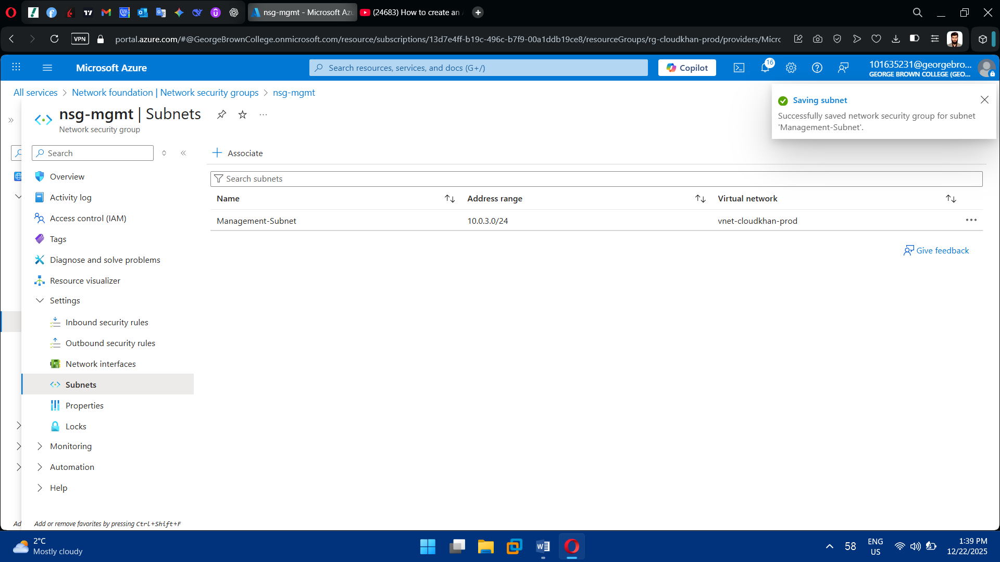 nsg-mgmt - Microsoft Azu
(24683) How to create an
VPN
portal.azure.com/#@GeorgeBrownCollege.onmicrosoft.com/resource/subscriptions/13d7e4ff-b19c-496c-b7f9-00a1ddb19ce8/resourceGroups/rg-cloudkhan-prod/providers/Micro
Microsoft Azure
Search resources, services, and docs (G+/)
Copilot
16
101635231@georgebro...
GEORGE BROWN COLLEGE (GEO...
All services > Network foundation | Network security groups > nsg-mgmt
Saving subnet
Successfully saved network security group for subnet
'Management-Subnet'.
nsg-mgmt | Subnets
...
Network security group
Search
Associate
Search subnets
Overview
Activity log
Access control (IAM)
Tags
Diagnose and solve problems
Resource visualizer
Settings
Inbound security rules
Outbound security rules
Network interfaces
Subnets
Properties
Locks
Monitoring
Automation
Help
Name
Address range
Virtual network
Management-Subnet
10.0.3.0/24
vnet-cloudkhan-prod
Give feedback
Ad
Add or remove favorites by pressing Ctrl+Shift+F
2°C
Mostly cloudy
58
ENG
US
1:39 PM
12/22/2025